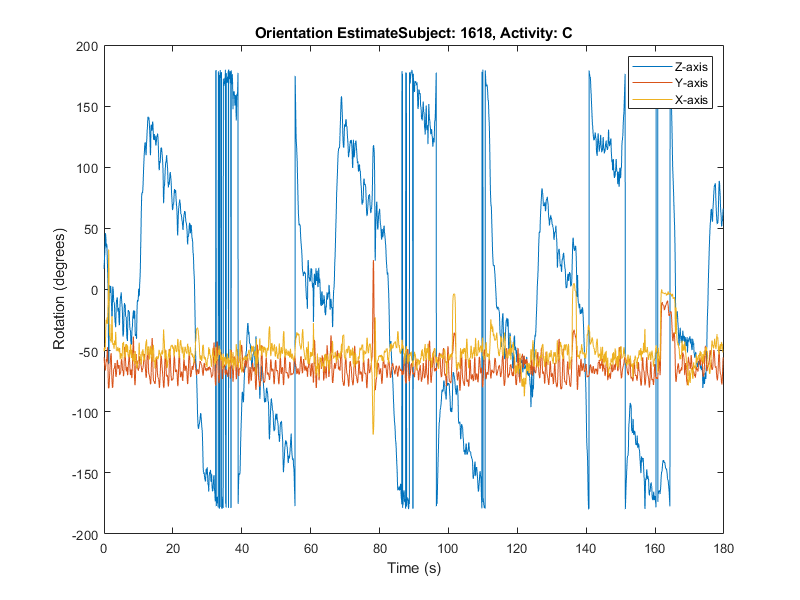 Orientation EstimateSubject: 1618, Activity: C
200
150
100
50
0
-50
-100
-150
-200
Rotation (degrees)
Z-axis
Y-axis
X-axis
0 20 40 60 80 100 120 140 160 180
Time (s)